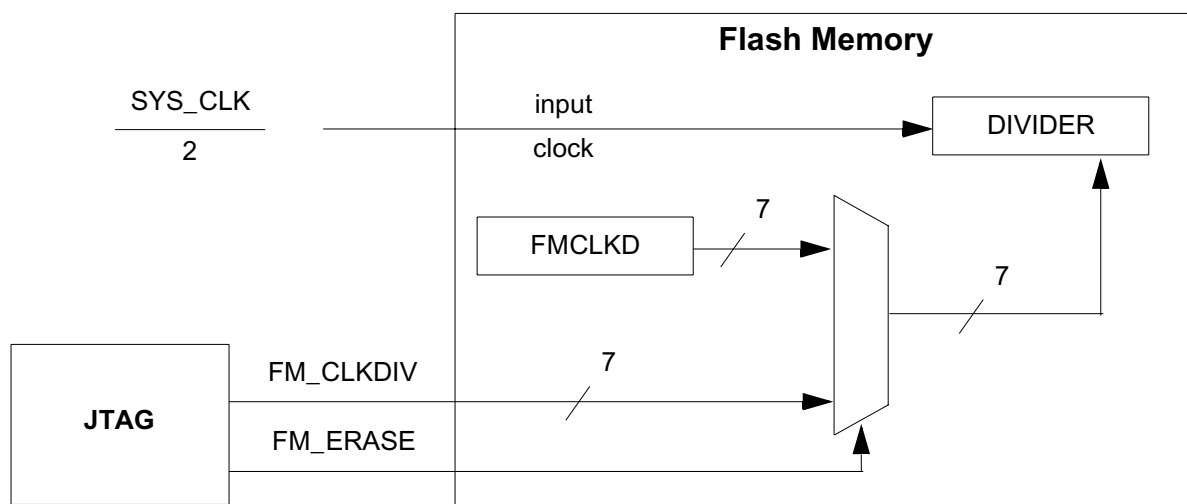 Flash Memory
SYS_CLK
2
input
clock
DIVIDER
7
FMCLKD
7
FM_CLKDIV
7
JTAG
FM_ERASE